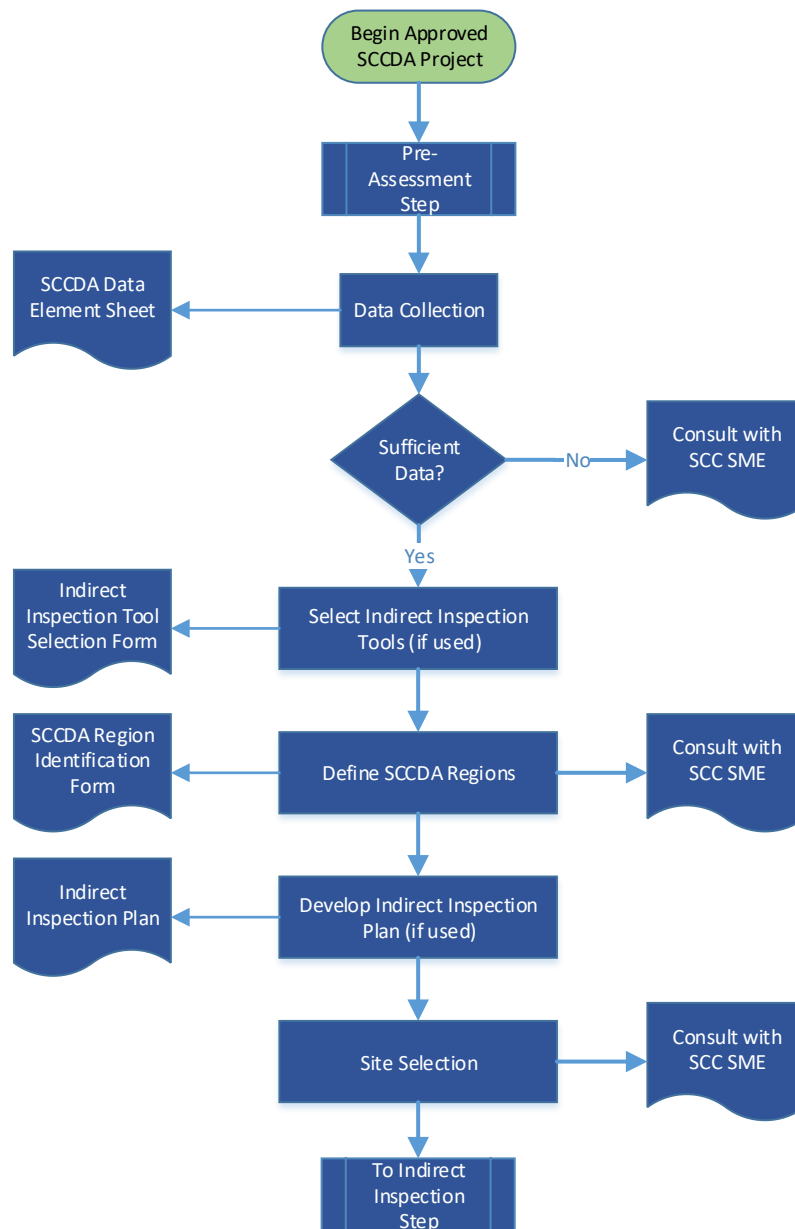 Begin Approved
SCCDA Project
Pre-
Assessment
Step
SCCDA Data
Element Sheet
Data Collection
Sufficient
Data?
No
Consult with
SCC SME
Yes
Indirect
Inspection Tool
Selection Form
Select Indirect Inspection
Tools (if used)
SCCDA Region
Identification
Form
Define SCCDA Regions
Consult with
SCC SME
Indirect
Inspection Plan
Develop Indirect Inspection
Plan (if used)
Site Selection
Consult with
SCC SME
To Indirect
Inspection
Step